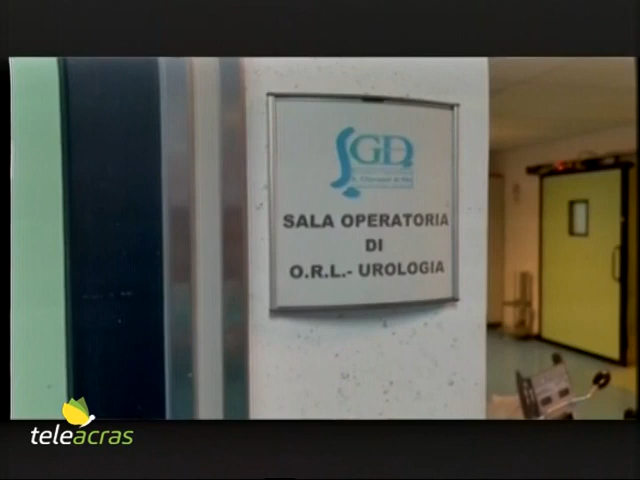 SGD
SALA OPERATORIA
DI
O.R.L.- UROLOGIA
teleacras